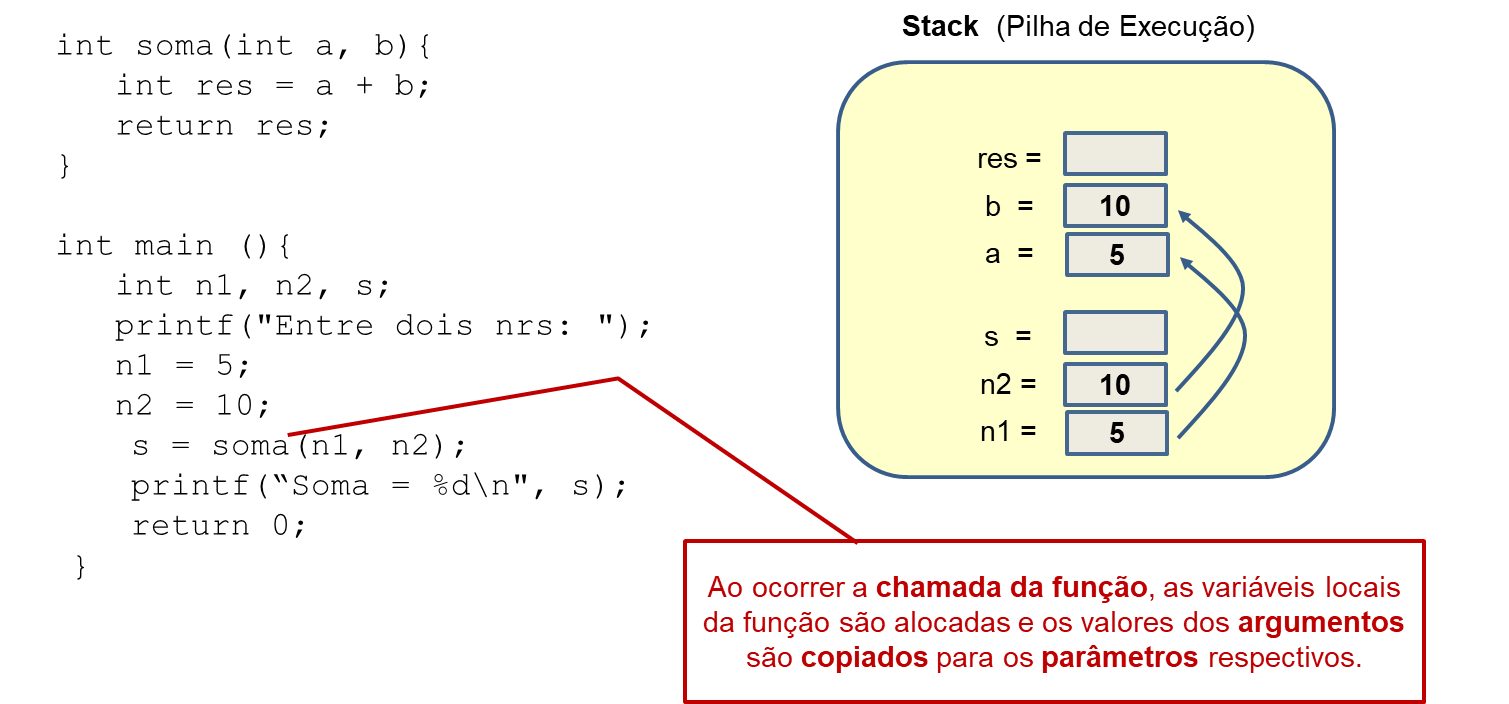 int soma(int a, b){
int res = a + b;
return res;
}
int main (){
int n1, n2, s;
printf("Entre dois nrs: ");
n1 = 5;
n2 = 10;
s = soma(n1, n2);
printf(“Soma = %d\n", s);
return 0;
}
Stack (Pilha de Execução)
res =
b = 10
a = 5
s =
n2 = 10
n1 = 5
Ao ocorrer a chamada da função, as variáveis locais
da função são alocadas e os valores dos argumentos
são copiados para os parâmetros respectivos.